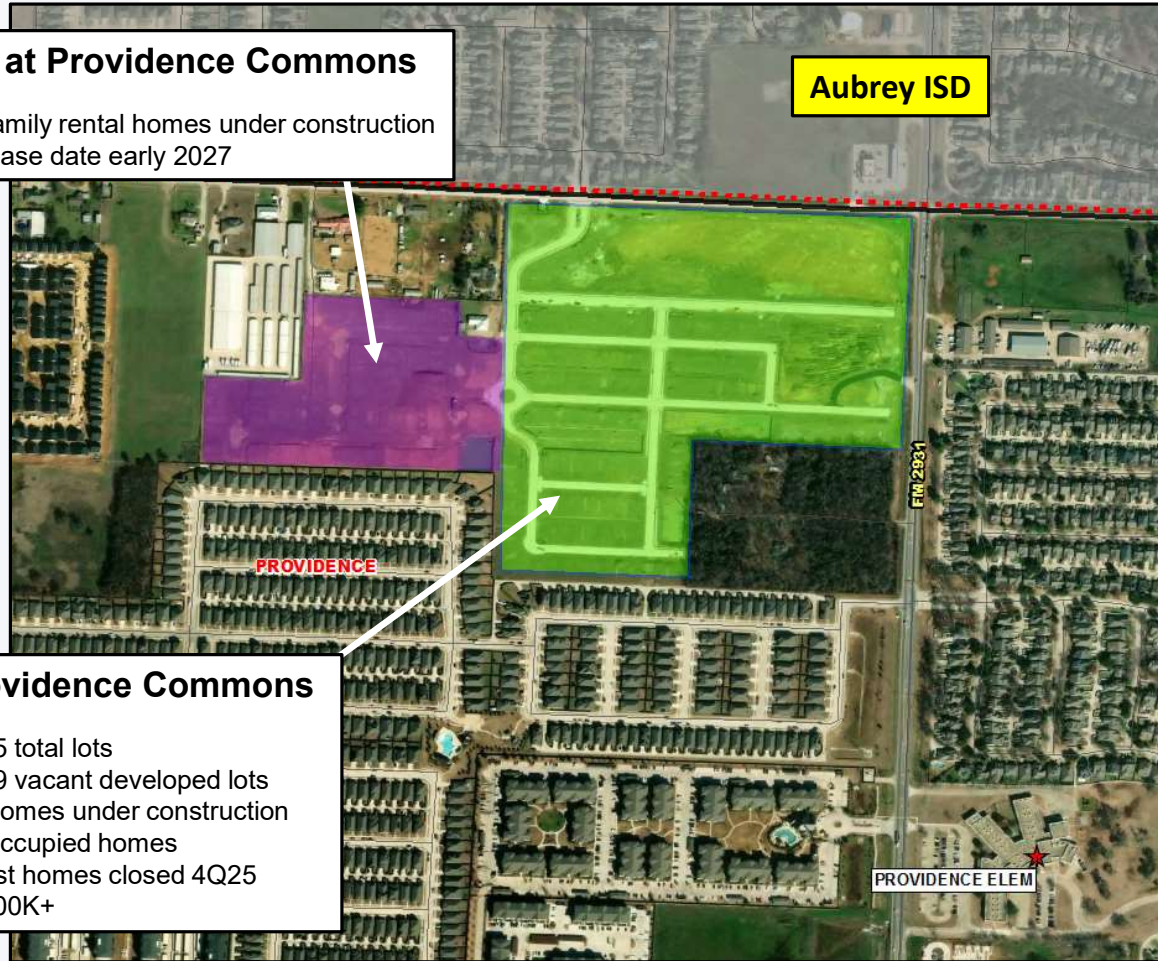 at Providence Commons
amily rental homes under construction
ase date early 2027
Aubrey ISD
FM 2931
PROVIDENCE
vidence Commons
5 total lots
9 vacant developed lots
omes under construction
ccupied homes
st homes closed 4Q25
00K+
PROVIDENCE ELEM